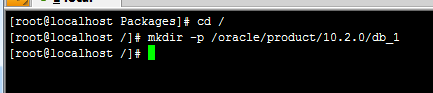 [root@localhost Packages]# cd /
[root@localhost /]# mkdir -p /oracle/product/10.2.0/db_1
[root@localhost /]#